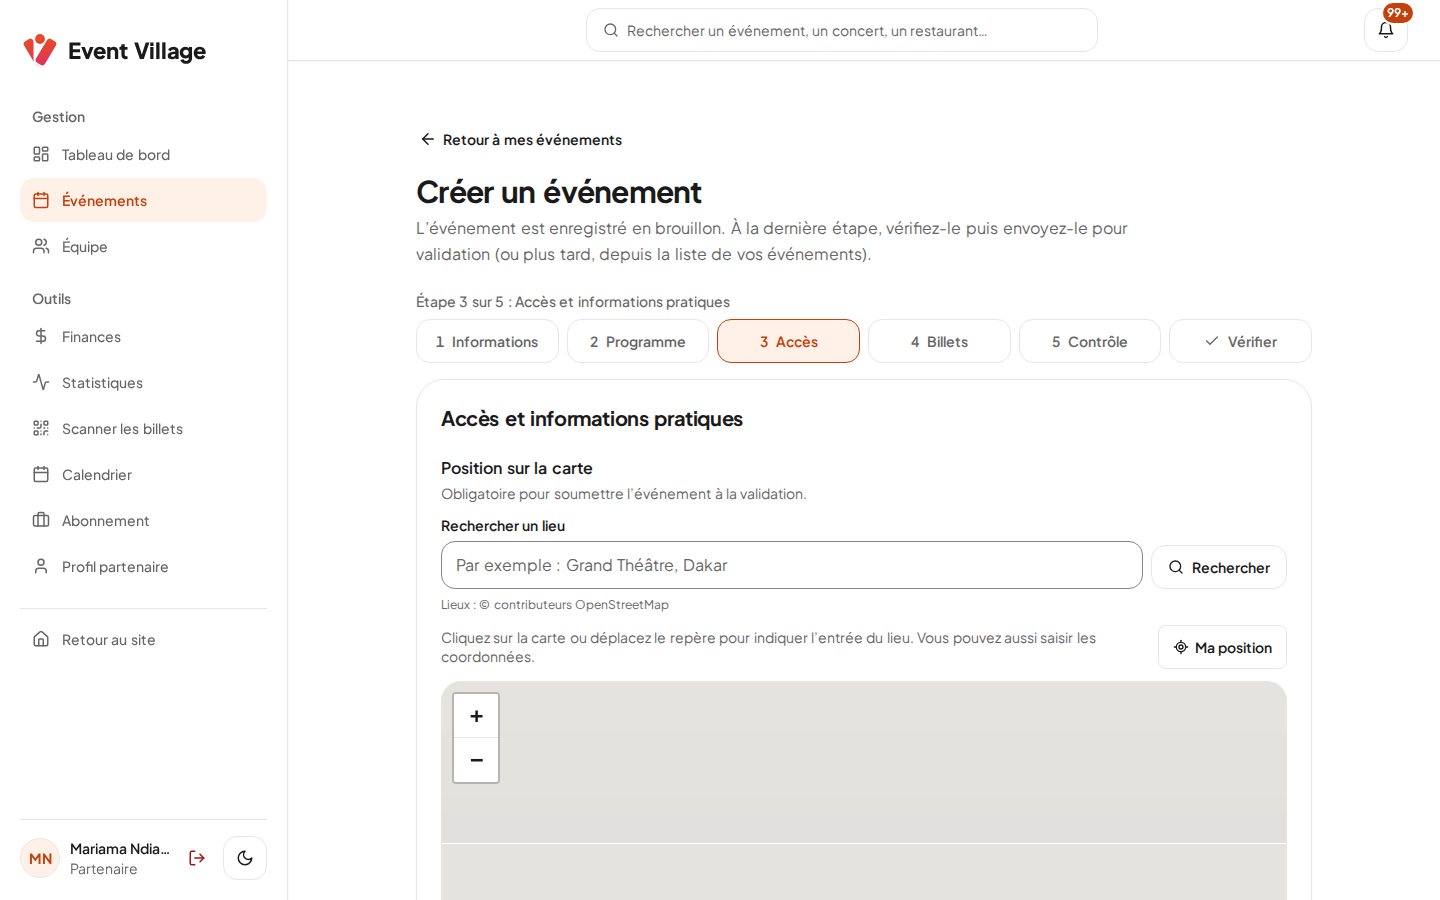 Event Village
Rechercher un événement, un concert, un restaurant...
99+
Gestion
Tableau de bord
Événements
Équipe
Outils
Finances
Statistiques
Scanner les billets
Calendrier
Abonnement
Profil partenaire
Retour au site
MN
Mariama Ndia...
Partenaire
Retour à mes événements
Créer un événement
L'événement est enregistré en brouillon. À la dernière étape, vérifiez-le puis envoyez-le pour
validation (ou plus tard, depuis la liste de vos événements).
Étape 3 sur 5 : Accès et informations pratiques
1 Informations
2 Programme
3 Accès
4 Billets
5 Contrôle
Vérifier
Accès et informations pratiques
Position sur la carte
Obligatoire pour soumettre l'événement à la validation.
Rechercher un lieu
Par exemple : Grand Théâtre, Dakar
Rechercher
Lieux : © contributeurs OpenStreetMap
Cliquez sur la carte ou déplacez le repère pour indiquer l'entrée du lieu. Vous pouvez aussi saisir les
coordonnées.
Ma position
+
−